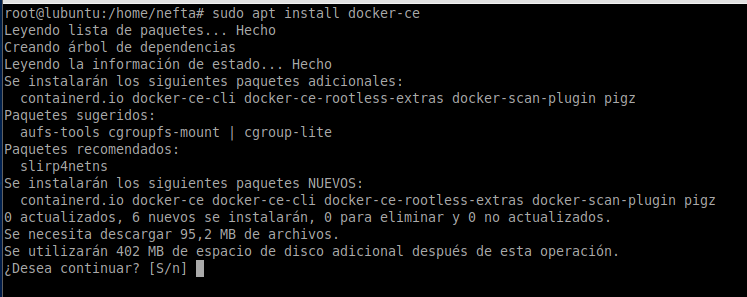 root@lubuntu:/home/nefta# sudo apt install docker-ce
Leyendo lista de paquetes... Hecho
Creando árbol de dependencias
Leyendo la información de estado... Hecho
Se instalarán los siguientes paquetes adicionales:
  containerd.io docker-ce-cli docker-ce-rootless-extras docker-scan-plugin pigz
Paquetes sugeridos:
  aufs-tools cgroupfs-mount | cgroup-lite
Paquetes recomendados:
  slirp4netns
Se instalarán los siguientes paquetes NUEVOS:
  containerd.io docker-ce docker-ce-cli docker-ce-rootless-extras docker-scan-plugin pigz
0 actualizados, 6 nuevos se instalarán, 0 para eliminar y 0 no actualizados.
Se necesita descargar 95,2 MB de archivos.
Se utilizarán 402 MB de espacio de disco adicional después de esta operación.
¿Desea continuar? [S/n]